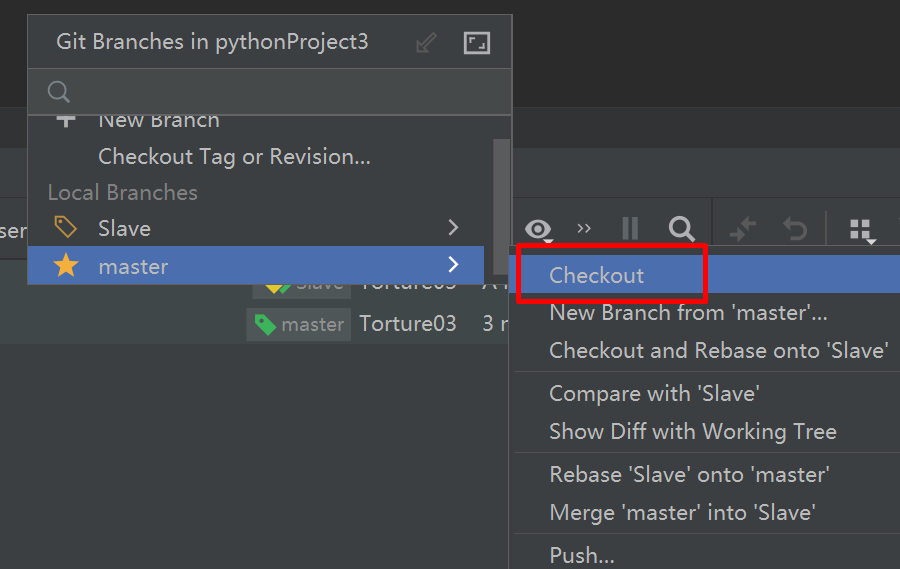 Git Branches in pythonProject3
New Branch
Checkout Tag or Revision...
Local Branches
Slave
master
Slave
master Torture03 3
Checkout
New Branch from 'master'...
Checkout and Rebase onto 'Slave'
Compare with 'Slave'
Show Diff with Working Tree
Rebase 'Slave' onto 'master'
Merge 'master' into 'Slave'
Push...